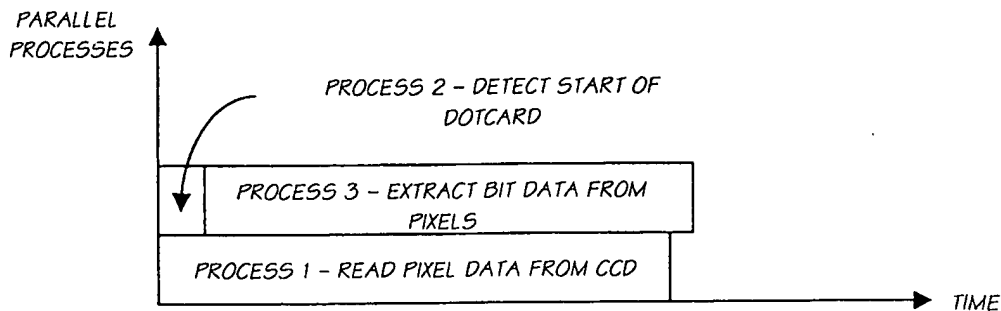 PARALLEL
PROCESSES
PROCESS 2 – DETECT START OF
DOTCARD
PROCESS 3 – EXTRACT BIT DATA FROM
PIXELS
PROCESS 1 – READ PIXEL DATA FROM CCD
TIME